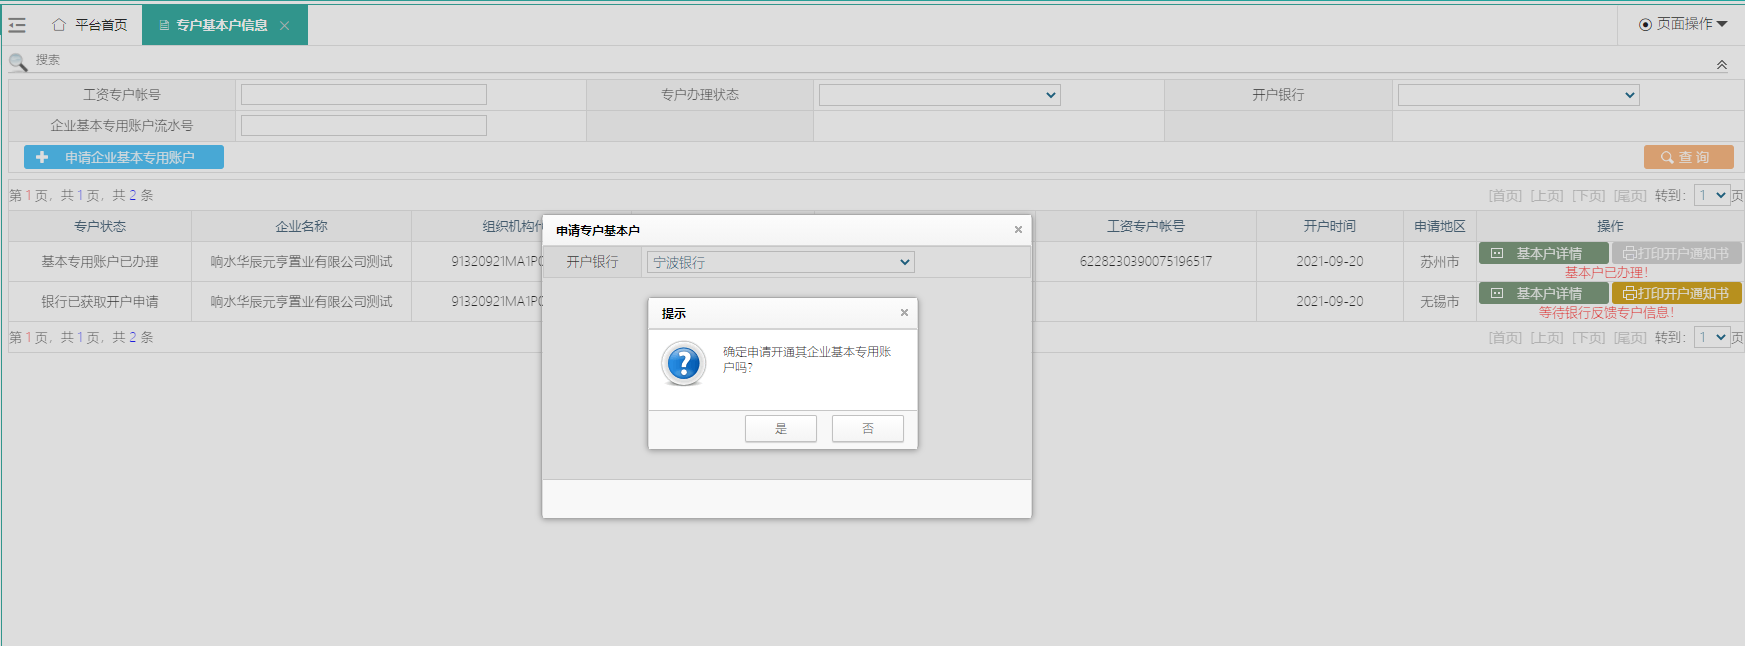 平台首页
专户基本户信息
页面操作
搜索
工资专户帐号
专户办理状态
开户银行
企业基本专用账户流水号
申请企业基本专用账户
查 询
第 1 页，共 1 页，共 2 条
[首页] [上页] [下页] [尾页] 转到： 1 页
专户状态 企业名称 组织机构代 工资专户帐号 开户时间 申请地区 操作
基本专用账户已办理 响水华辰元亨置业有限公司测试 91320921MA1P0 6228230390075196517 2021-09-20 苏州市 基本户详情 打印开户通知书
基本户已办理！
银行已获取开户申请 响水华辰元亨置业有限公司测试 91320921MA1P0 2021-09-20 无锡市 基本户详情 打印开户通知书
等待银行反馈专户信息！
第 1 页，共 1 页，共 2 条
[首页] [上页] [下页] [尾页] 转到： 1 页
申请专户基本户
开户银行 宁波银行
提示
确定申请开通其企业基本专用账
户吗？
是
否